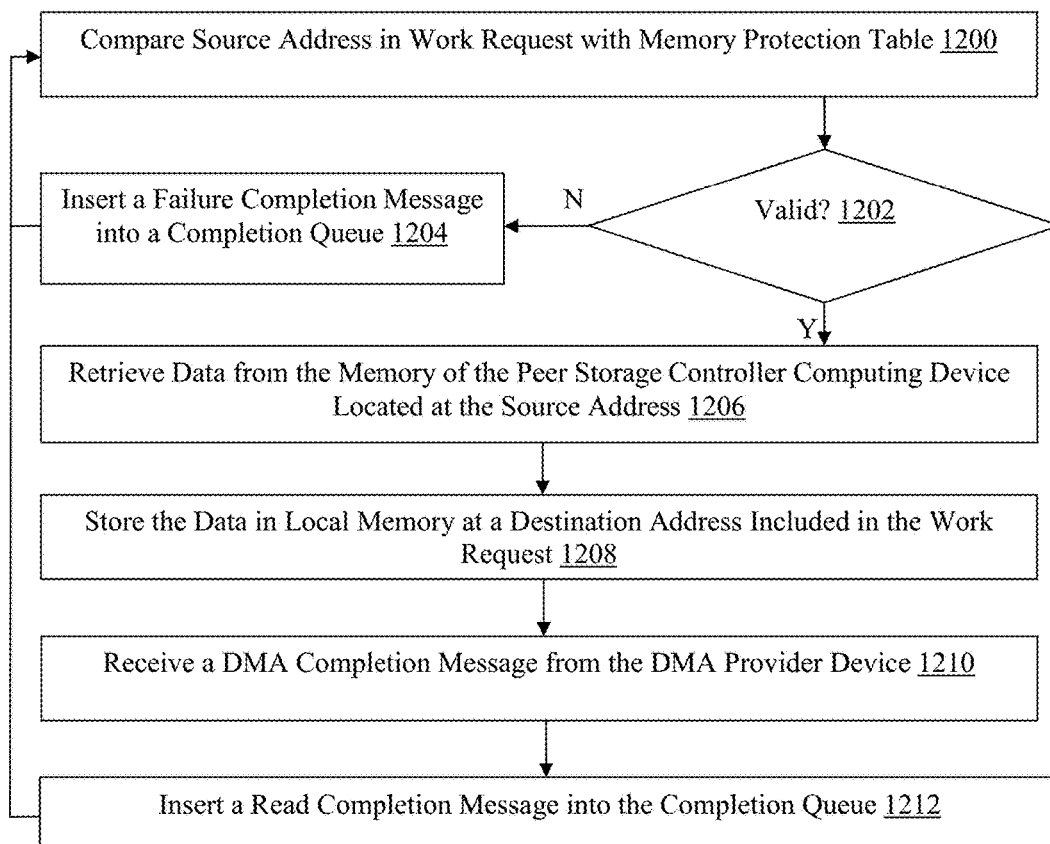 Compare Source Address in Work Request with Memory Protection Table 1200
Valid? 1202
N
Insert a Failure Completion Message
into a Completion Queue 1204
Y
Retrieve Data from the Memory of the Peer Storage Controller Computing Device
Located at the Source Address 1206
Store the Data in Local Memory at a Destination Address Included in the Work
Request 1208
Receive a DMA Completion Message from the DMA Provider Device 1210
Insert a Read Completion Message into the Completion Queue 1212